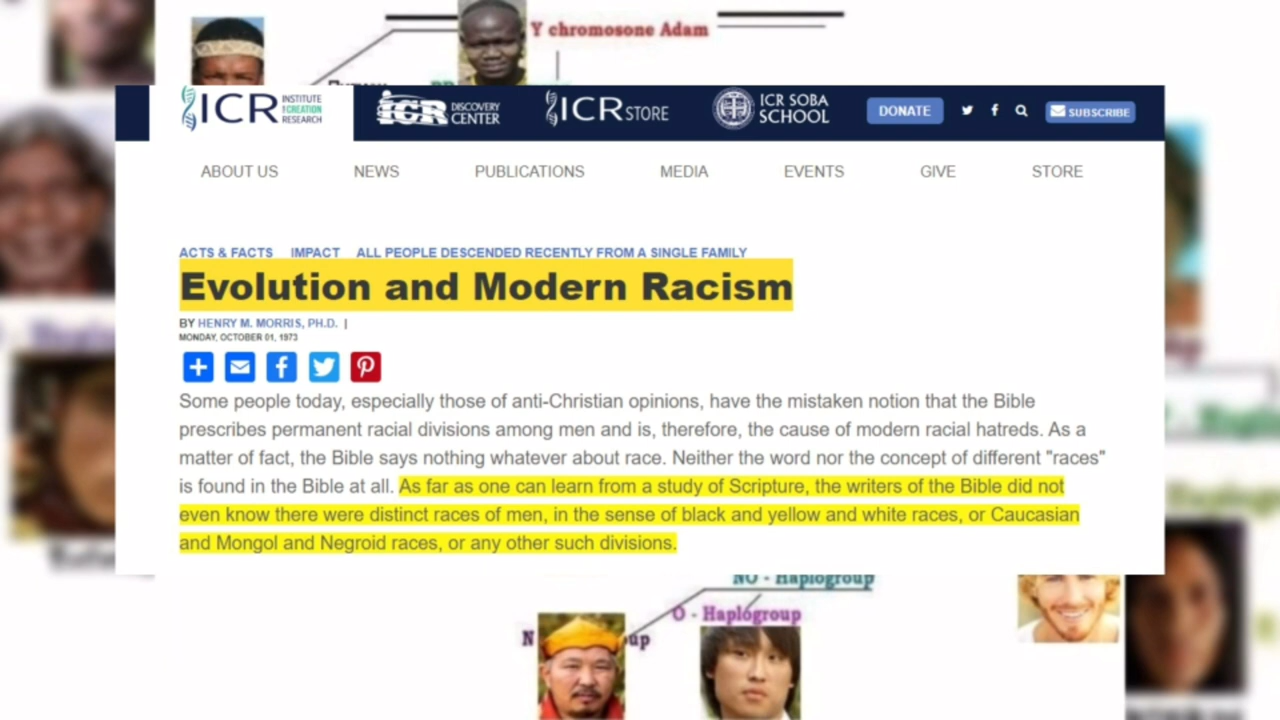 Y chromosone Adam
ICR INSTITUTE for CREATION RESEARCH
ICR DISCOVERY CENTER
ICR STORE
ICR SOBA SCHOOL
DONATE
SUBSCRIBE
ABOUT US NEWS PUBLICATIONS MEDIA EVENTS GIVE STORE
ACTS & FACTS IMPACT ALL PEOPLE DESCENDED RECENTLY FROM A SINGLE FAMILY
Evolution and Modern Racism
BY HENRY M. MORRIS, PH.D. |
MONDAY, OCTOBER 01, 1973
Some people today, especially those of anti-Christian opinions, have the mistaken notion that the Bible
prescribes permanent racial divisions among men and is, therefore, the cause of modern racial hatreds. As a
matter of fact, the Bible says nothing whatever about race. Neither the word nor the concept of different "races"
is found in the Bible at all. As far as one can learn from a study of Scripture, the writers of the Bible did not
even know there were distinct races of men, in the sense of black and yellow and white races, or Caucasian
and Mongol and Negroid races, or any other such divisions.
NO - Haplogroup
O - Haplogroup
N up